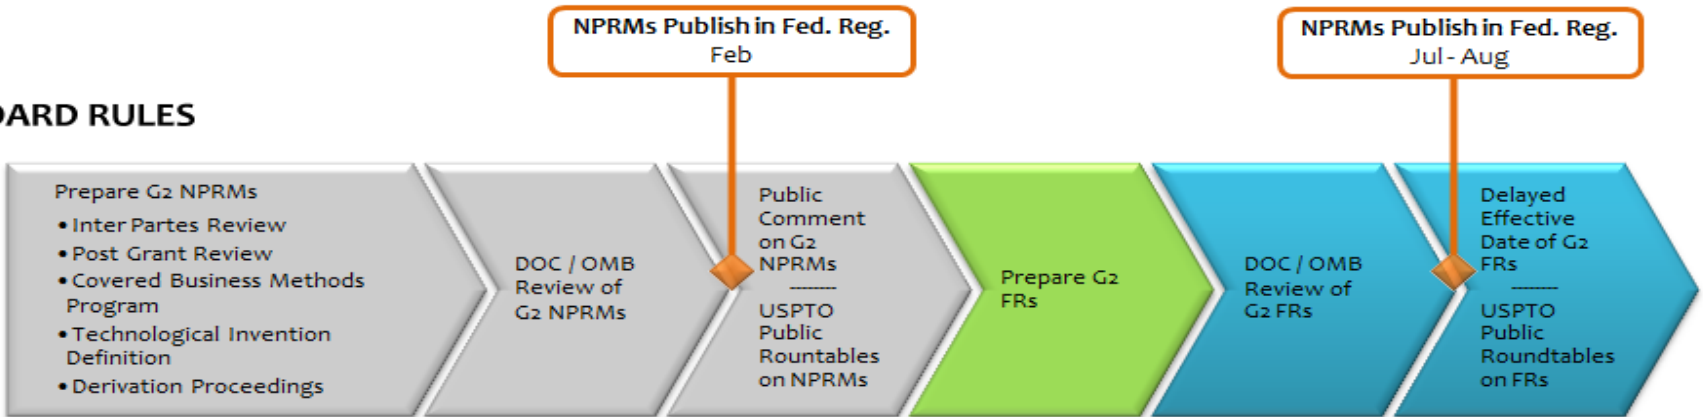 NPRMs Publish in Fed. Reg.
Feb
NPRMs Publish in Fed. Reg.
Jul - Aug
OARD RULES
Prepare G2 NPRMs
• Inter Partes Review
• Post Grant Review
• Covered Business Methods
Program
• Technological Invention
Definition
• Derivation Proceedings
DOC / OMB
Review of
G2 NPRMs
Public
Comment
on G2
NPRMs
--------
USPTO
Public
Rountables
on NPRMs
Prepare G2
FRs
DOC / OMB
Review of
G2 FRs
Delayed
Effective
Date of G2
FRs
--------
USPTO
Public
Roundtables
on FRs